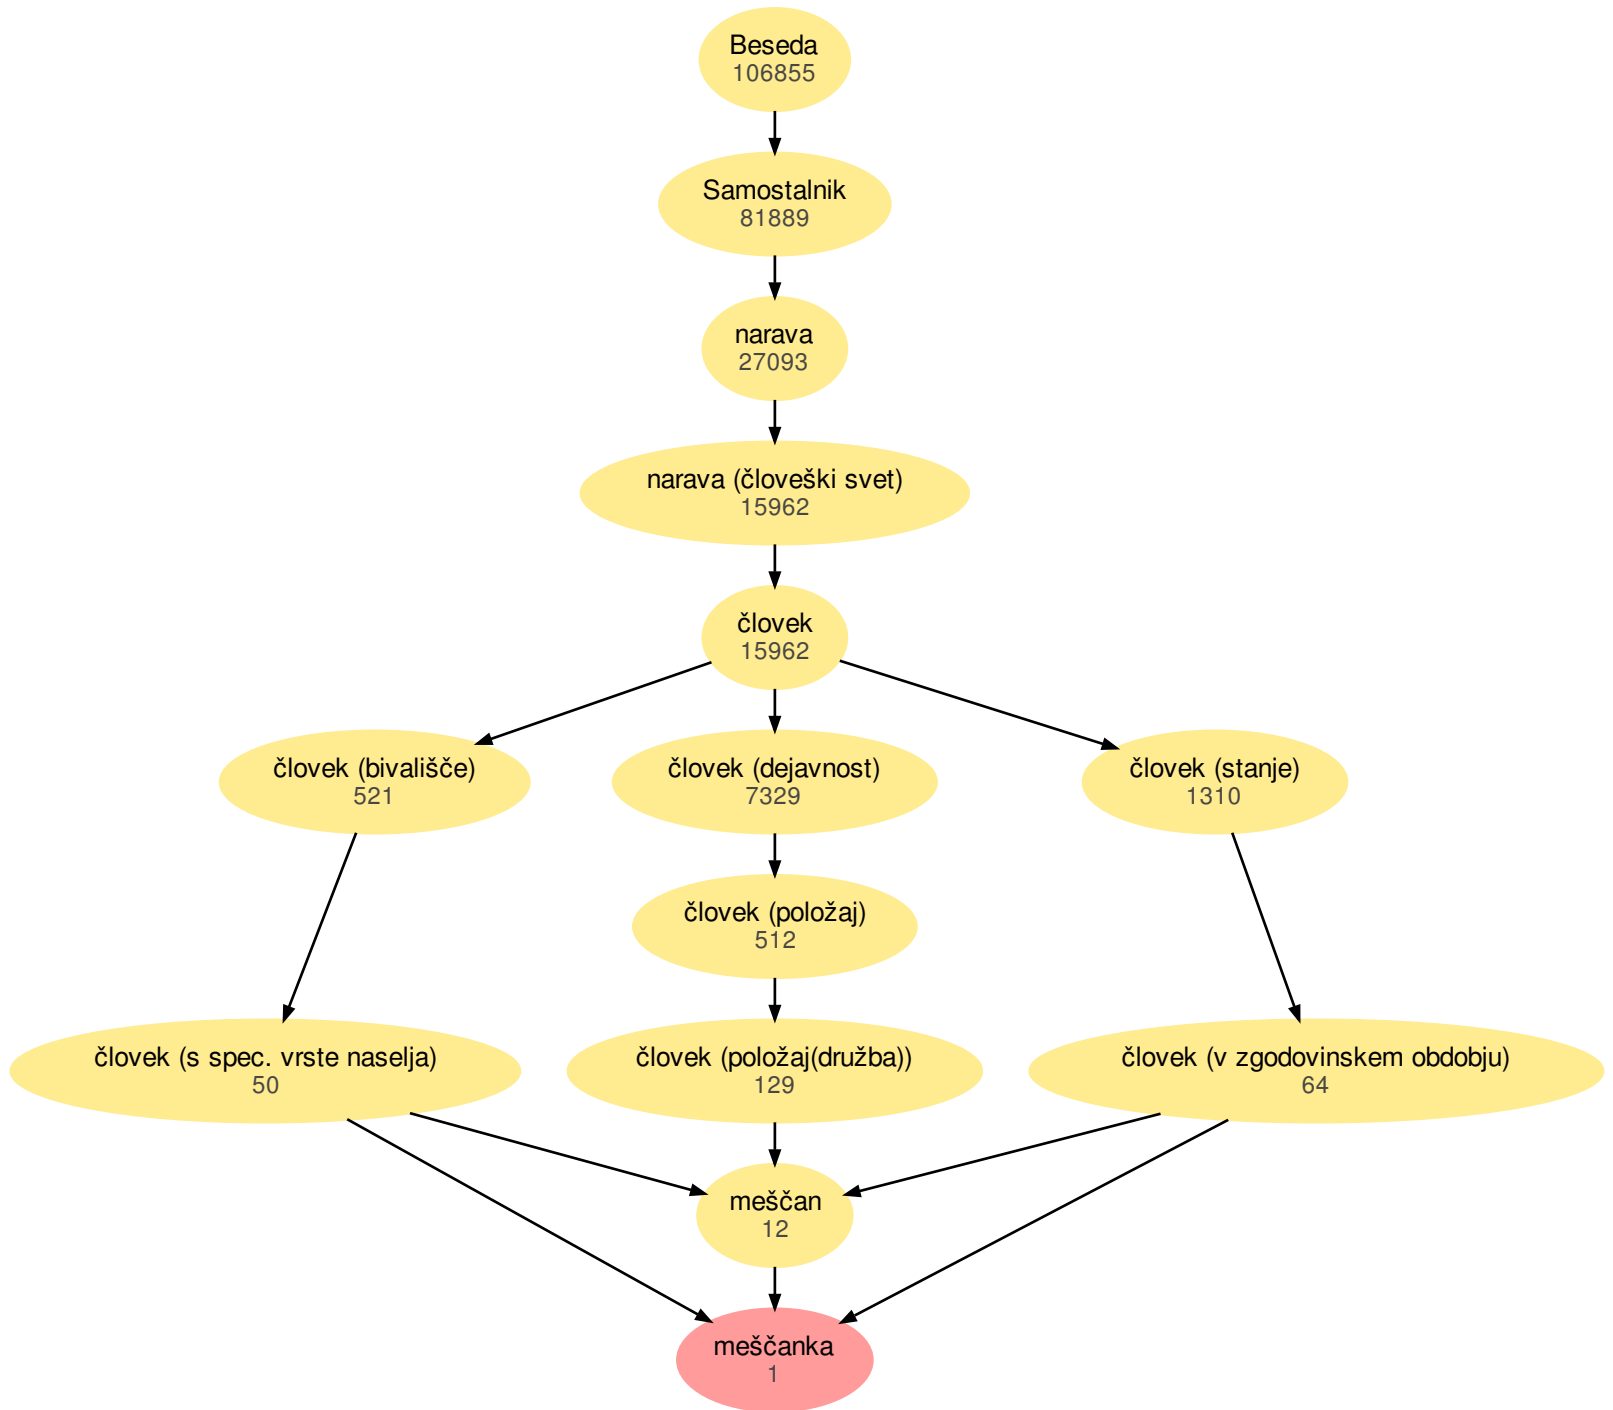 Beseda
106855
Samostalnik
81889
narava
27093
narava (človeški svet)
15962
človek
15962
človek (bivališče)
521
človek (dejavnost)
7329
človek (stanje)
1310
človek (položaj)
512
človek (s spec. vrste naselja)
50
človek (položaj(družba))
129
človek (v zgodovinskem obdobju)
64
meščan
12
meščanka
1